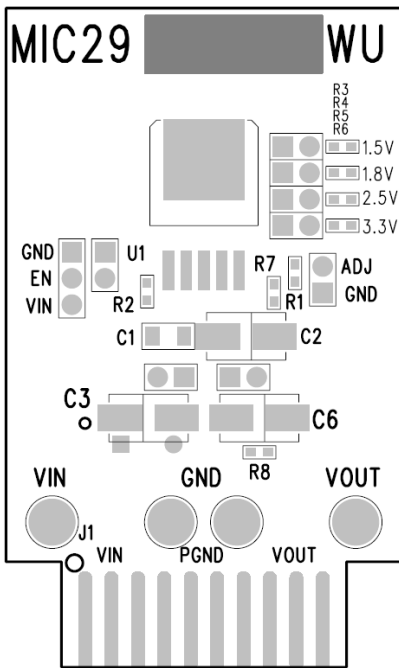 MIC29 WU
R3
R4
R5
R6
1.5V
1.8V
2.5V
3.3V
GND U1
EN
VIN
R2
R7
R1
ADJ
GND
C1
C2
C3
C6
R8
VIN GND VOUT
J1
VIN PGND VOUT